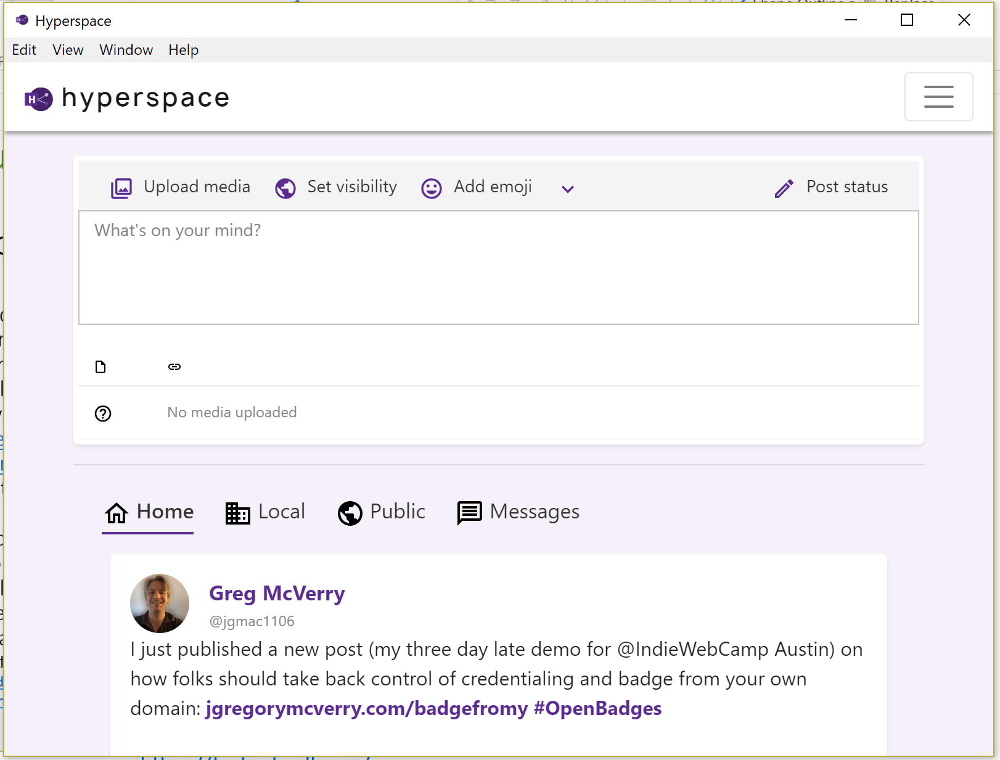 Hyperspace
Edit View Window Help
hyperspace
Upload media Set visibility Add emoji Post status
What's on your mind?
No media uploaded
Home Local Public Messages
Greg McVerry
@jgmac1106
I just published a new post (my three day late demo for @IndieWebCamp Austin) on
how folks should take back control of credentialing and badge from your own
domain: jgregorymcverry.com/badgefromy #OpenBadges